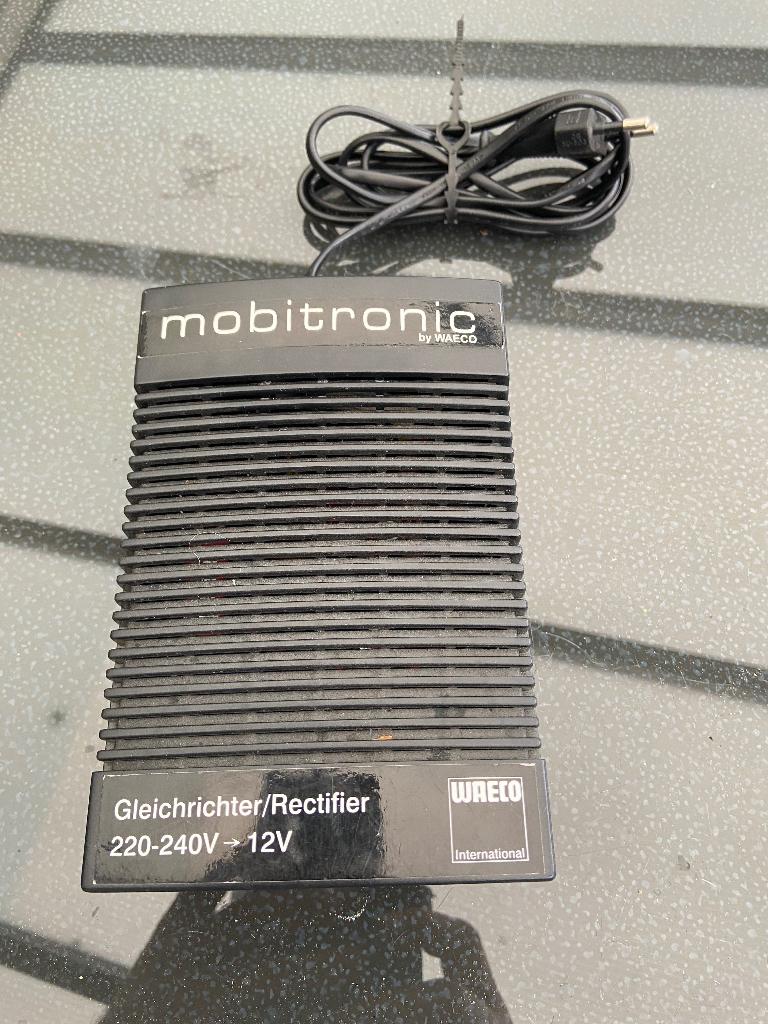 mobitronic
by WAECO
Gleichrichter/Rectifier
220-240V → 12V
WAECO
International